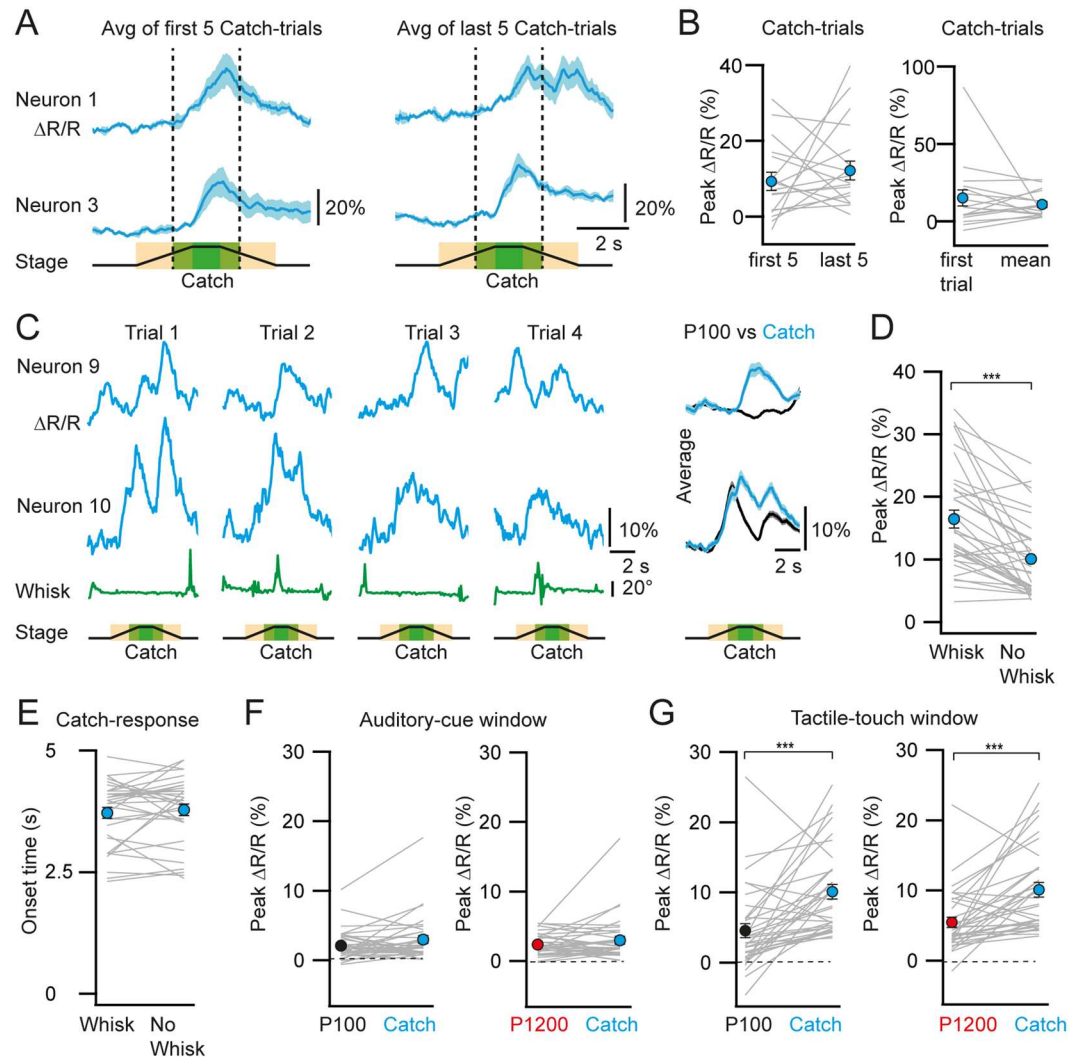 A
Avg of first 5 Catch-trials
Avg of last 5 Catch-trials
Neuron 1
ΔR/R
Neuron 3
20%
20%
2 s
Stage
Catch
Catch
B
Catch-trials
Catch-trials
Peak ΔR/R (%)
40
20
0
first 5
last 5
Peak ΔR/R (%)
100
50
0
first
trial
mean
C
Trial 1
Trial 2
Trial 3
Trial 4
P100 vs Catch
Neuron 9
ΔR/R
Neuron 10
10%
2 s
Average
10%
2 s
Whisk
20°
Stage
Catch
Catch
Catch
Catch
Catch
D
***
Peak ΔR/R (%)
40
30
20
10
0
Whisk
No
Whisk
E
Catch-response
Onset time (s)
5
2.5
0
Whisk
No
Whisk
F
Auditory-cue window
Peak ΔR/R (%)
30
20
10
0
P100
Catch
Peak ΔR/R (%)
30
20
10
0
P1200
Catch
G
Tactile-touch window
***
Peak ΔR/R (%)
30
20
10
0
P100
Catch
***
Peak ΔR/R (%)
30
20
10
0
P1200
Catch